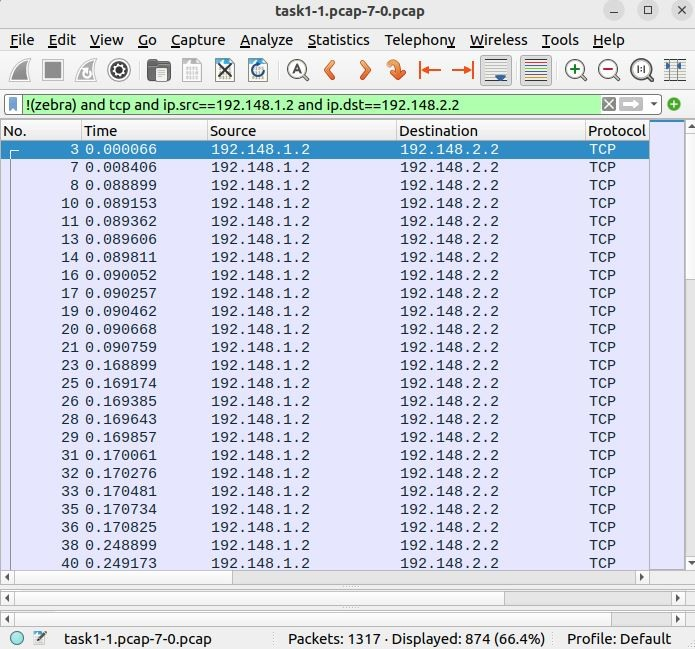 task1-1.pcap-7-0.pcap
File Edit View Go Capture Analyze Statistics Telephony Wireless Tools Help
!(zebra) and tcp and ip.src==192.148.1.2 and ip.dst==192.148.2.2
No. Time Source Destination Protocol
3 0.000066 192.148.1.2 192.148.2.2 TCP
7 0.008406 192.148.1.2 192.148.2.2 TCP
8 0.088899 192.148.1.2 192.148.2.2 TCP
10 0.089153 192.148.1.2 192.148.2.2 TCP
11 0.089362 192.148.1.2 192.148.2.2 TCP
13 0.089606 192.148.1.2 192.148.2.2 TCP
14 0.089811 192.148.1.2 192.148.2.2 TCP
16 0.090052 192.148.1.2 192.148.2.2 TCP
17 0.090257 192.148.1.2 192.148.2.2 TCP
19 0.090462 192.148.1.2 192.148.2.2 TCP
20 0.090668 192.148.1.2 192.148.2.2 TCP
21 0.090759 192.148.1.2 192.148.2.2 TCP
23 0.168899 192.148.1.2 192.148.2.2 TCP
25 0.169174 192.148.1.2 192.148.2.2 TCP
26 0.169385 192.148.1.2 192.148.2.2 TCP
28 0.169643 192.148.1.2 192.148.2.2 TCP
29 0.169857 192.148.1.2 192.148.2.2 TCP
31 0.170061 192.148.1.2 192.148.2.2 TCP
32 0.170276 192.148.1.2 192.148.2.2 TCP
33 0.170481 192.148.1.2 192.148.2.2 TCP
35 0.170734 192.148.1.2 192.148.2.2 TCP
36 0.170825 192.148.1.2 192.148.2.2 TCP
38 0.248899 192.148.1.2 192.148.2.2 TCP
40 0.249173 192.148.1.2 192.148.2.2 TCP
task1-1.pcap-7-0.pcap Packets: 1317 · Displayed: 874 (66.4%) Profile: Default